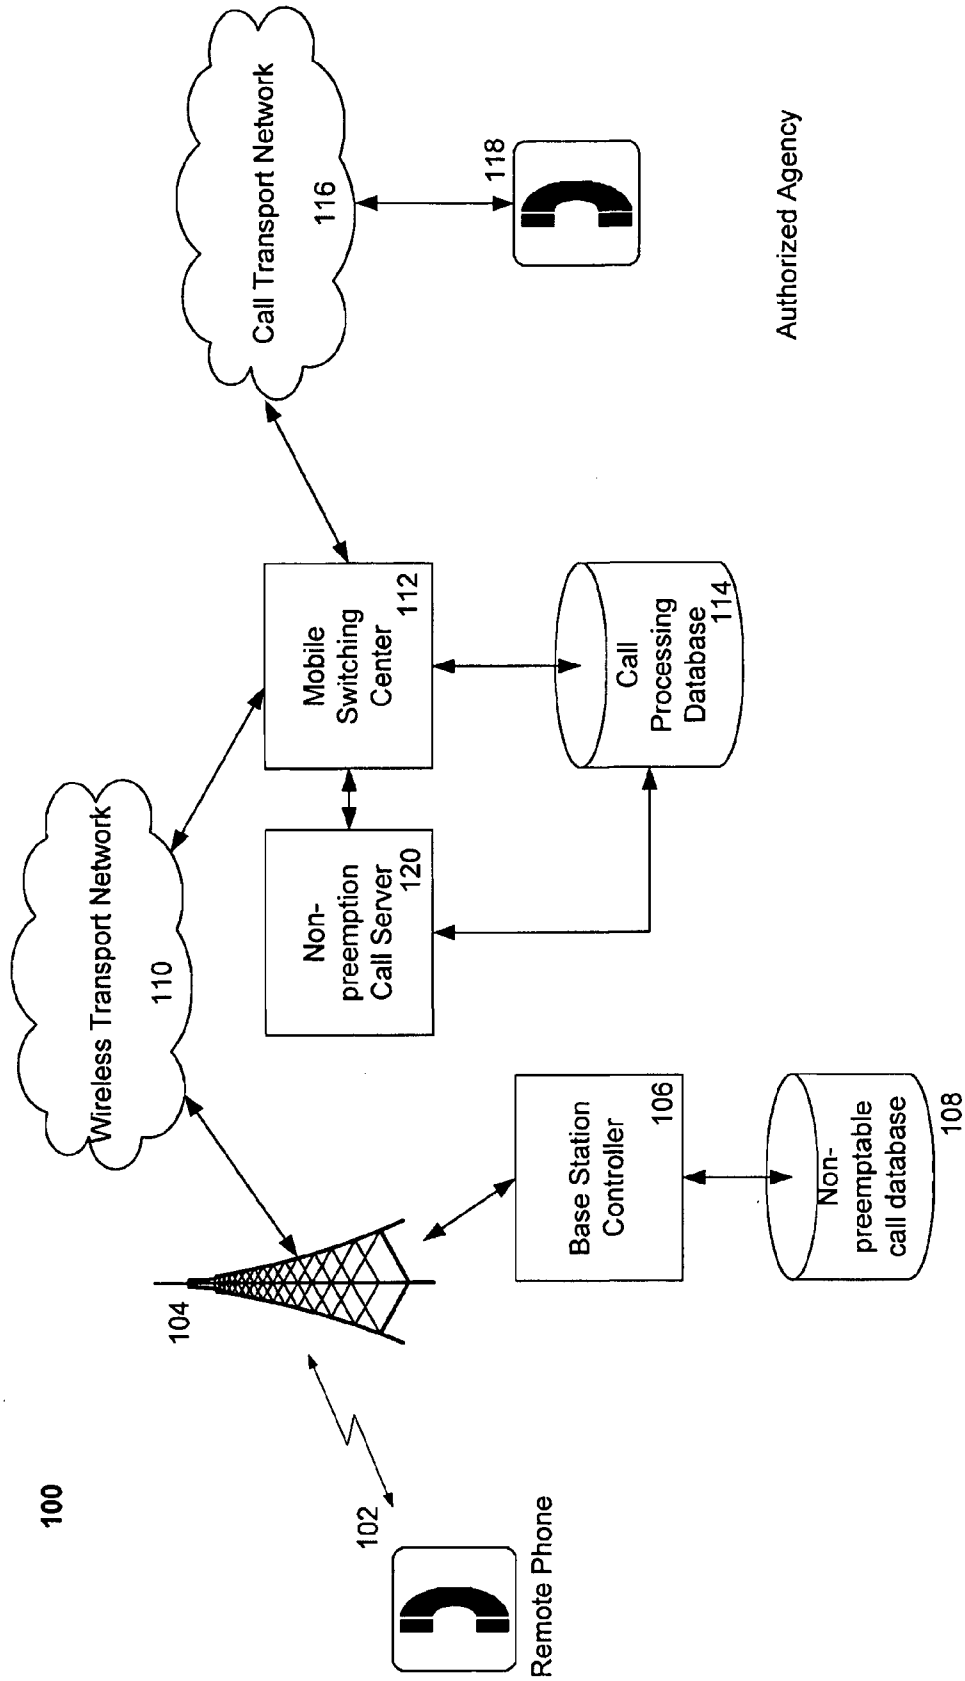 100
Wireless Transport Network
110
Call Transport Network
116
104
102
Remote Phone
Base Station
Controller
106
Non-
preemptable
call database
108
Non-
preemption
Call Server
120
Mobile
Switching
Center
112
Call
Processing
Database
114
118
Authorized Agency